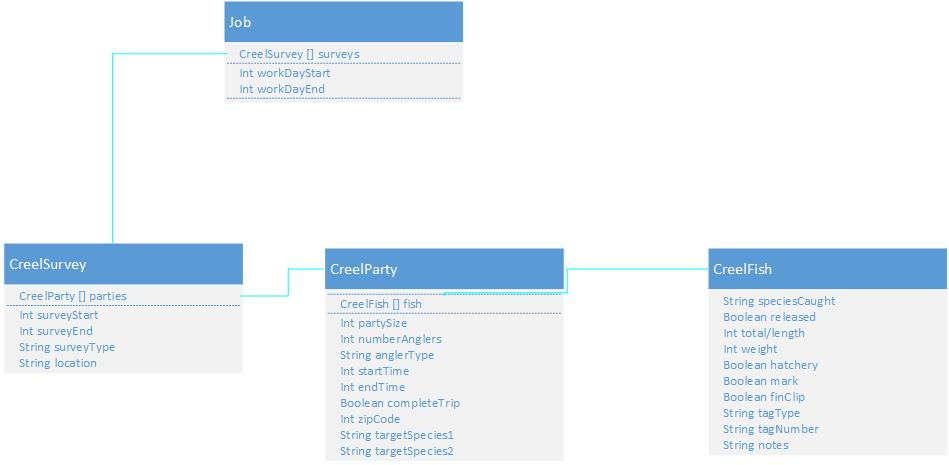 Job
CreelSurvey [] surveys
Int workDayStart
Int workDayEnd
CreelSurvey
CreelParty [] parties
Int surveyStart
Int surveyEnd
String surveyType
String location
CreelParty
CreelFish [] fish
Int partySize
Int numberAnglers
String anglerType
Int startTime
Int endTime
Boolean completeTrip
Int zipCode
String targetSpecies1
String targetSpecies2
CreelFish
String speciesCaught
Boolean released
Int total/length
Int weight
Boolean hatchery
Boolean mark
Boolean finClip
String tagType
String tagNumber
String notes